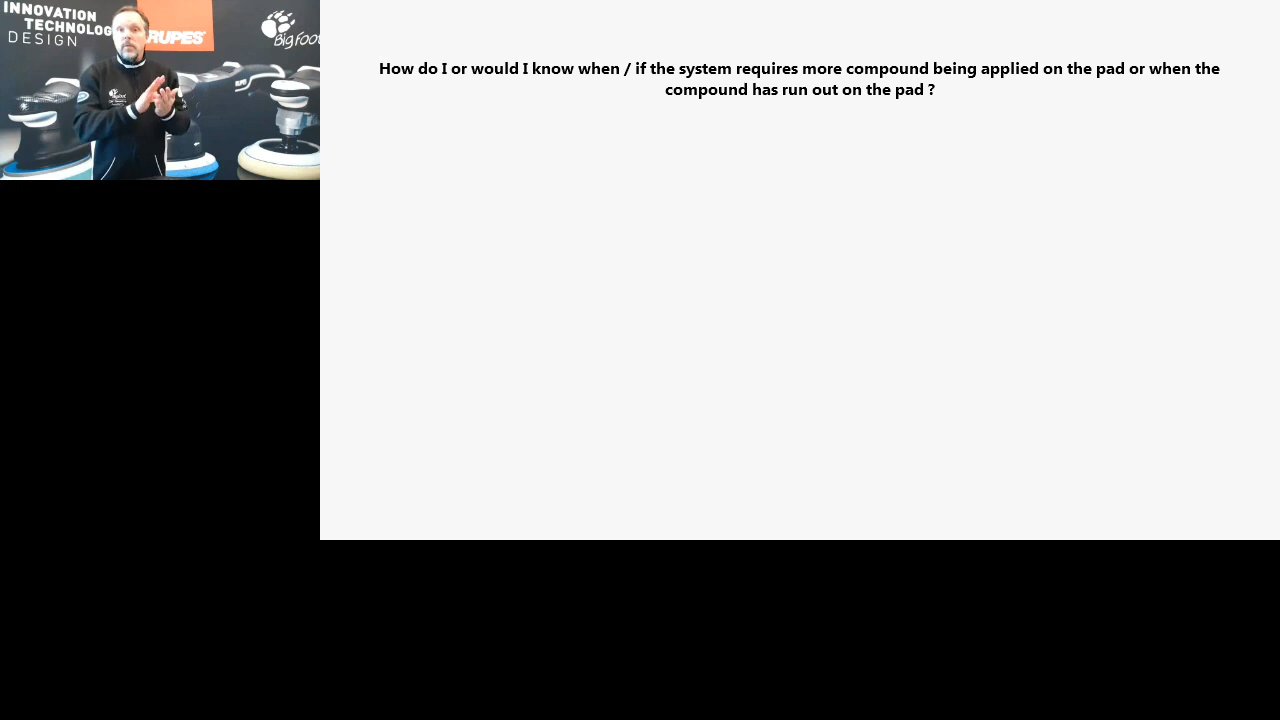 INNOVATION
TECHNOLOG
DESIGN
RUPES
BigFoot
How do I or would I know when / if the system requires more compound being applied on the pad or when the
compound has run out on the pad ?